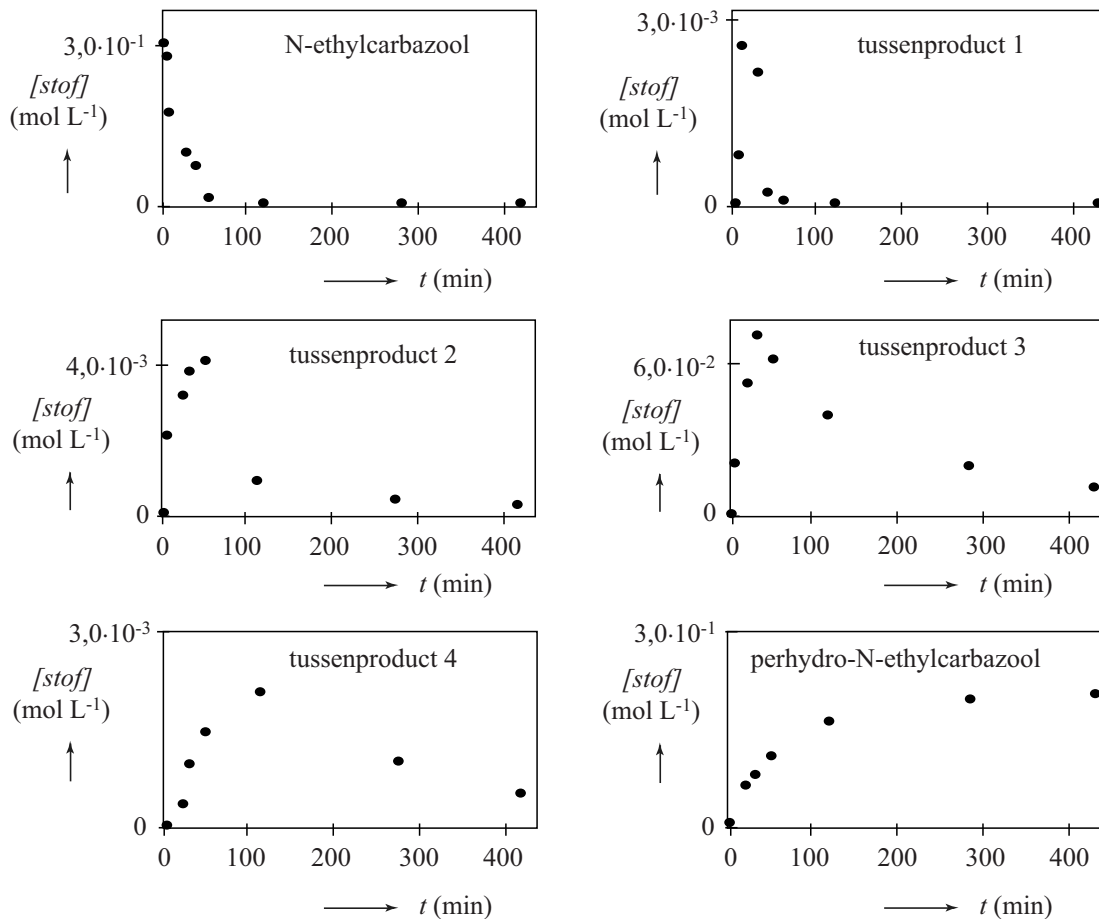 N-ethylcarbazool
3,0·10⁻¹
[stof]
(mol L⁻¹)
0
0 100 200 300 400
t (min)
tussenproduct 1
3,0·10⁻³
[stof]
(mol L⁻¹)
0
0 100 200 300 400
t (min)
tussenproduct 2
4,0·10⁻³
[stof]
(mol L⁻¹)
0
0 100 200 300 400
t (min)
tussenproduct 3
6,0·10⁻²
[stof]
(mol L⁻¹)
0
0 100 200 300 400
t (min)
3,0·10⁻³
tussenproduct 4
[stof]
(mol L⁻¹)
0
0 100 200 300 400
t (min)
3,0·10⁻¹
perhydro-N-ethylcarbazool
[stof]
(mol L⁻¹)
0
0 100 200 300 400
t (min)